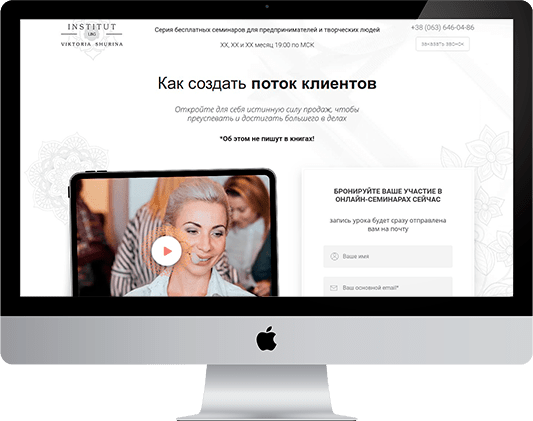 INSTITUT
LBG
VIKTORIA SHURINA
Серия бесплатных семинаров для предпринимателей и творческих людей
XX, XX и XX месяц 19:00 по МСК
+38 (063) 646-04-86
ЗАКАЗАТЬ ЗВОНОК
Как создать поток клиентов
Откройте для себя истинную силу продаж, чтобы
преуспевать и достигать большего в делах
*Об этом не пишут в книгах!
БРОНИРУЙТЕ ВАШЕ УЧАСТИЕ В
ОНЛАЙН-СЕМИНАРАХ СЕЙЧАС
запись урока будет сразу отправлена
вам на почту
Ваше имя
Ваш основной email*